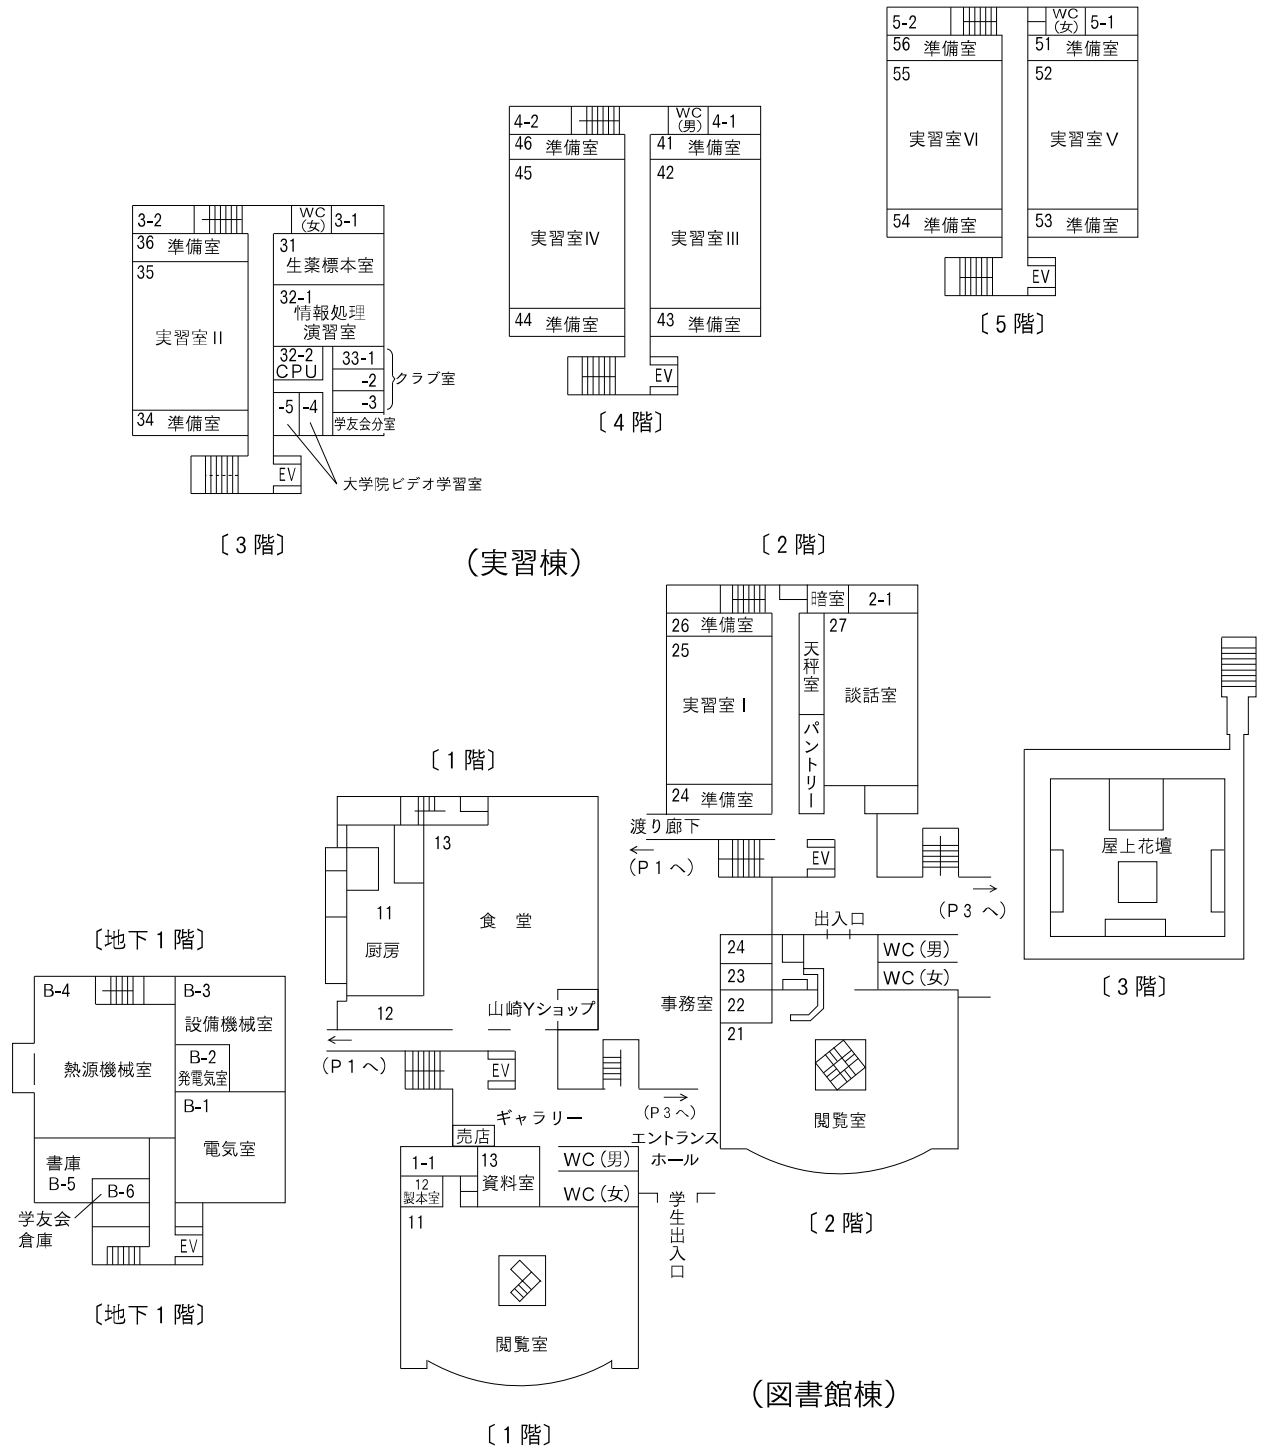 5-2
WC
(女)
5-1
56 準備室
51 準備室
55
52
実習室Ⅵ
実習室Ⅴ
54 準備室
53 準備室
EV
〔5階〕
4-2
WC
(男)
4-1
46 準備室
41 準備室
45
42
実習室Ⅳ
実習室Ⅲ
44 準備室
43 準備室
EV
〔4階〕
3-2
WC
(女)
3-1
36 準備室
31
生薬標本室
35
32-1
情報処理
演習室
実習室Ⅱ
32-2
CPU
33-1
-2
-3
クラブ室
-5
-4
34 準備室
学友会分室
EV
大学院ビデオ学習室
〔3階〕
(実習棟)
〔2階〕
暗室
2-1
26 準備室
27
25
天秤室
談話室
実習室Ⅰ
パントリー
24 準備室
渡り廊下
(P1へ)
EV
(P3へ)
出入口
24
WC(男)
23
WC(女)
事務室
22
21
閲覧室
〔2階〕
屋上花壇
〔3階〕
〔1階〕
13
11
厨房
食 堂
12
山崎Yショップ
(P1へ)
EV
(P3へ)
ギャラリー
売店
エントランス
ホール
1-1
13
資料室
WC(男)
12
製本室
WC(女)
11
学生出入口
閲覧室
〔1階〕
(図書館棟)
〔地下1階〕
B-4
B-3
設備機械室
B-2
発電気室
熱源機械室
B-1
電気室
書庫
B-5
B-6
学友会
倉庫
EV
〔地下1階〕